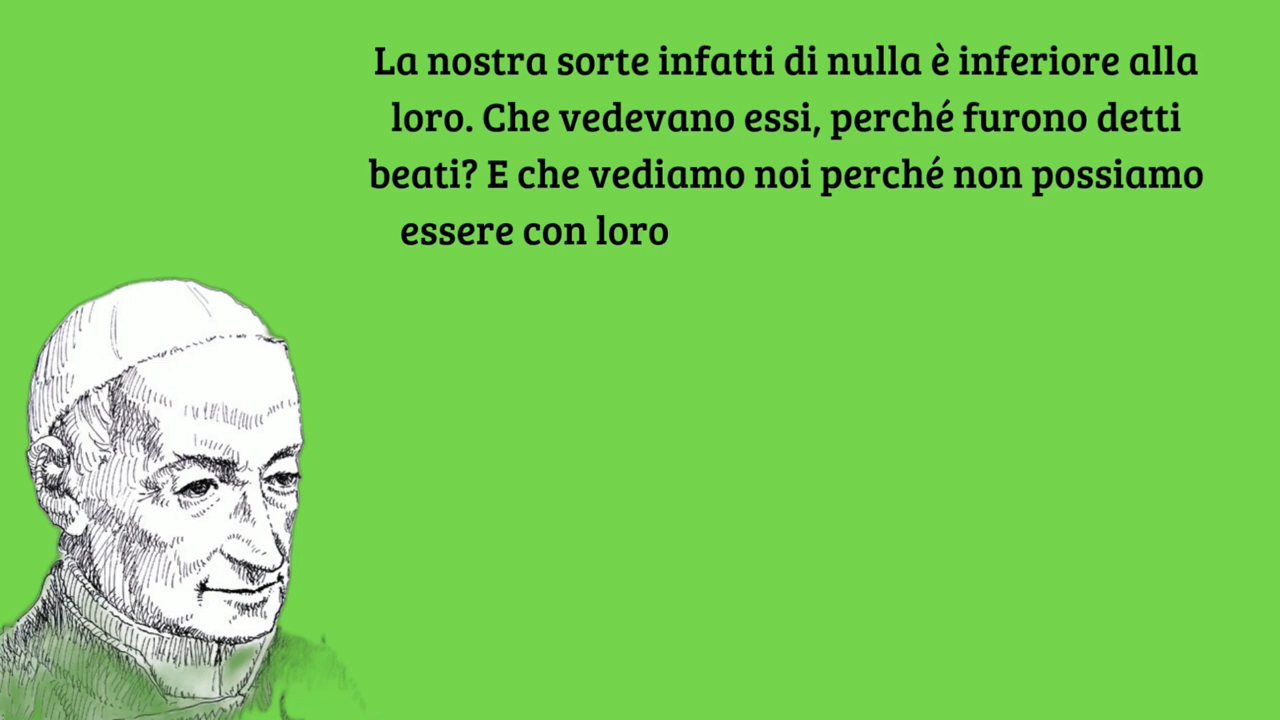 La nostra sorte infatti di nulla è inferiore alla
loro. Che vedevano essi, perché furono detti
beati? E che vediamo noi perché non possiamo
essere con loro